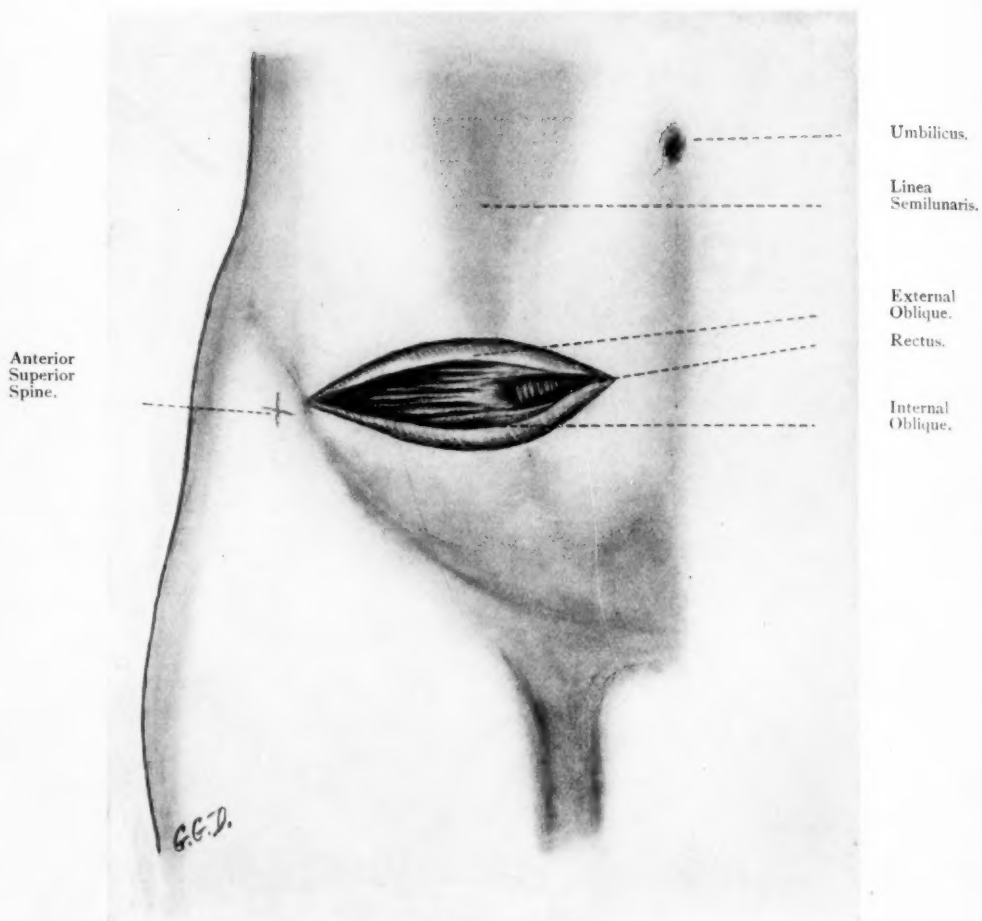 Umbilicus.
Linea
Semilunaris.
External
Oblique.
Rectus.
Anterior
Superior
Spine.
Internal
Oblique.
G.G.D.